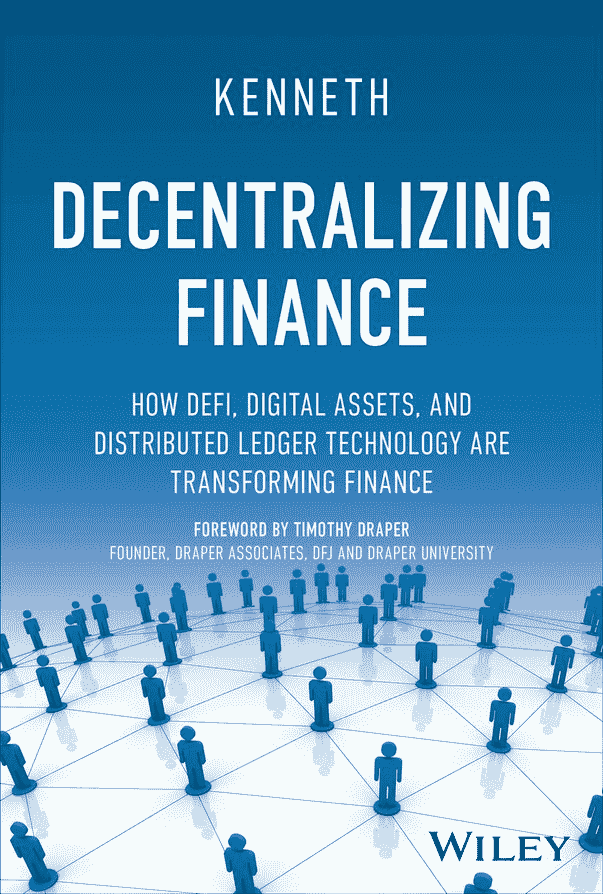 KENNETH
DECENTRALIZING
FINANCE
HOW DEFI, DIGITAL ASSETS, AND
DISTRIBUTED LEDGER TECHNOLOGY ARE
TRANSFORMING FINANCE
FOREWORD BY TIMOTHY DRAPER
FOUNDER, DRAPER ASSOCIATES, DFJ AND DRAPER UNIVERSITY
WILEY